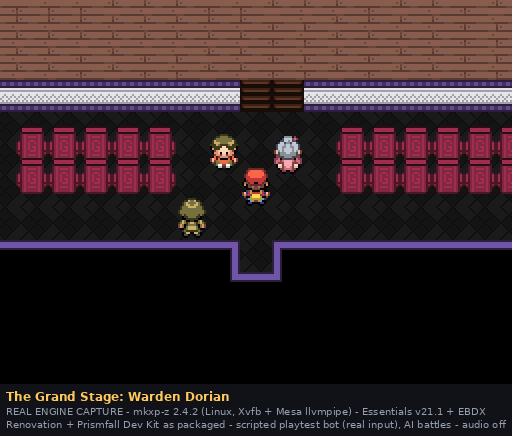 The Grand Stage: Warden Dorian
REAL ENGINE CAPTURE - mkxp-z 2.4.2 (Linux, Xvfb + Mesa llvmpipe) - Essentials v21.1 + EBDX
Renovation + Prismfall Dev Kit as packaged - scripted playtest bot (real input), AI battles - audio off